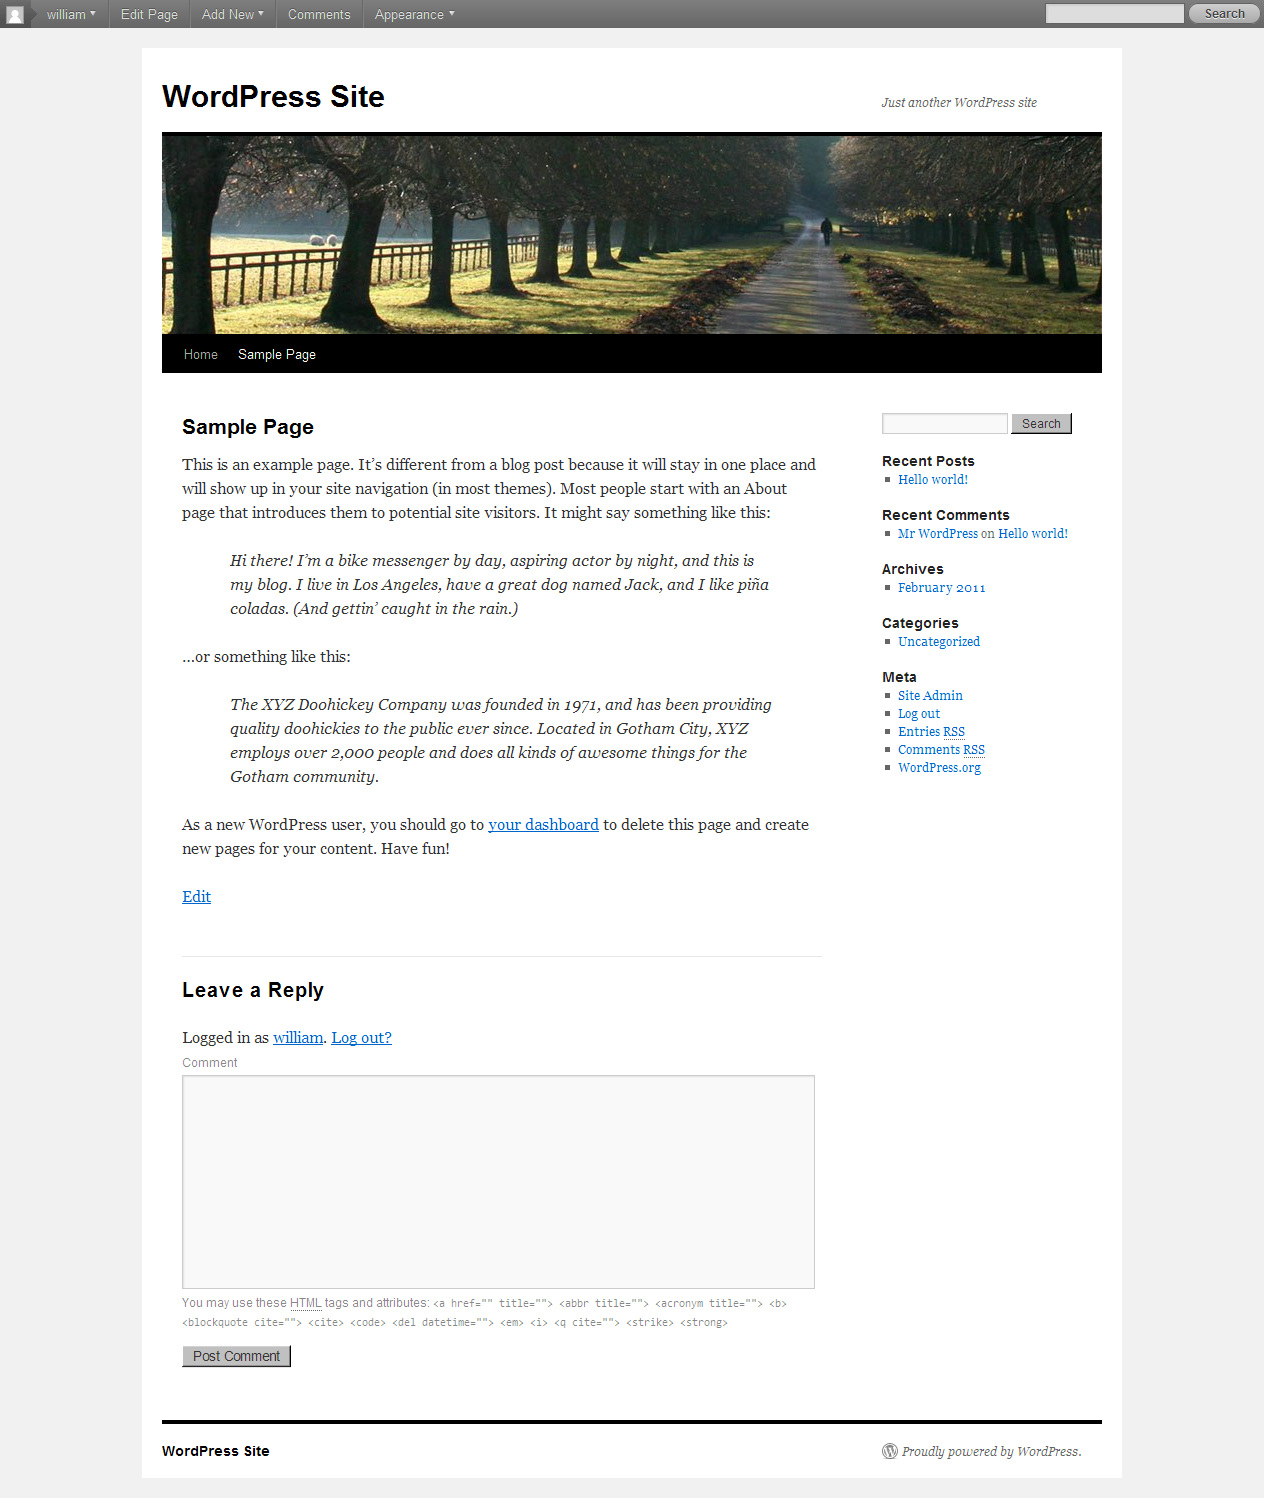 william Edit Page Add New Comments Appearance Search
WordPress Site
Just another WordPress site
Home Sample Page
Sample Page
This is an example page. It’s different from a blog post because it will stay in one place and
will show up in your site navigation (in most themes). Most people start with an About
page that introduces them to potential site visitors. It might say something like this:
Hi there! I’m a bike messenger by day, aspiring actor by night, and this is
my blog. I live in Los Angeles, have a great dog named Jack, and I like piña
coladas. (And gettin’ caught in the rain.)
…or something like this:
The XYZ Doohickey Company was founded in 1971, and has been providing
quality doohickies to the public ever since. Located in Gotham City, XYZ
employs over 2,000 people and does all kinds of awesome things for the
Gotham community.
As a new WordPress user, you should go to your dashboard to delete this page and create
new pages for your content. Have fun!
Edit
Leave a Reply
Logged in as william. Log out?
Comment
You may use these HTML tags and attributes: <a href="" title=""> <abbr title=""> <acronym title=""> <b>
<blockquote cite=""> <cite> <code> <del datetime=""> <em> <i> <q cite=""> <strike> <strong>
Post Comment
Search
Recent Posts
Hello world!
Recent Comments
Mr WordPress on Hello world!
Archives
February 2011
Categories
Uncategorized
Meta
Site Admin
Log out
Entries RSS
Comments RSS
WordPress.org
WordPress Site
Proudly powered by WordPress.